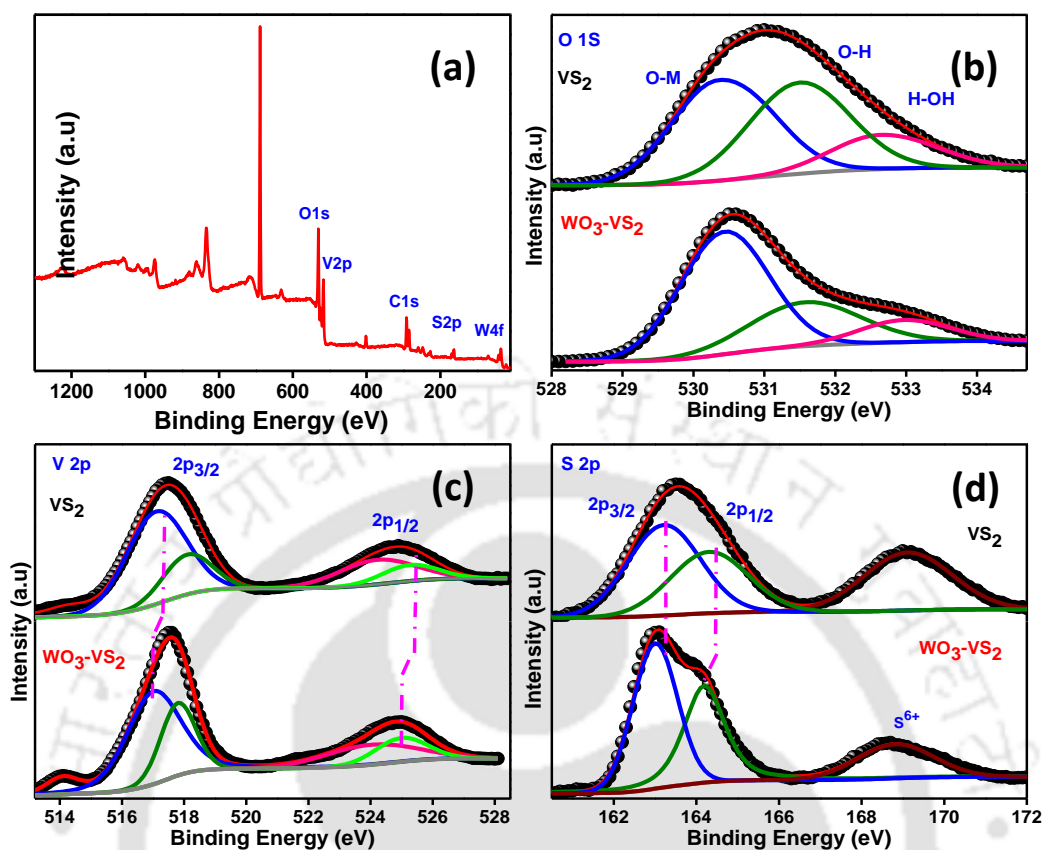 (a)
O1s
V2p
C1s
S2p
W4f
Intensity (a.u)
1200 1000 800 600 400 200
Binding Energy (eV)
(b)
O 1S
VS2
O-M
O-H
H-OH
WO3-VS2
Intensity (a.u)
528 529 530 531 532 533 534
Binding Energy (eV)
(c)
V 2p
VS2
2p3/2
2p1/2
WO3-VS2
Intensity (a.u)
514 516 518 520 522 524 526 528
Binding Energy (eV)
(d)
S 2p
2p3/2
2p1/2
VS2
WO3-VS2
S6+
Intensity (a.u)
162 164 166 168 170 172
Binding Energy (eV)